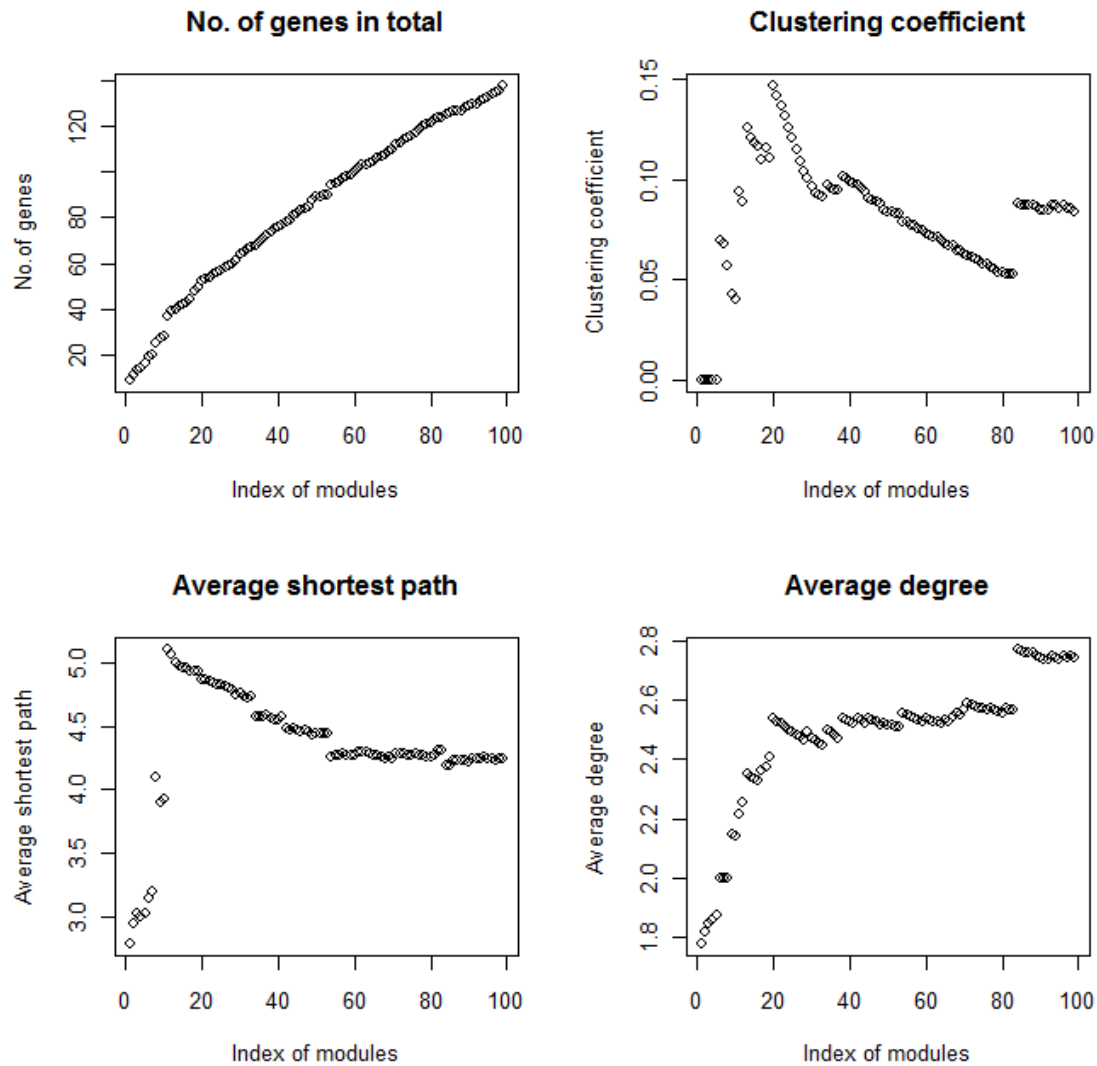 No. of genes in total
No. of genes
20 40 60 80 120
0 20 40 60 80 100
Index of modules
Clustering coefficient
Clustering coefficient
0.00 0.05 0.10 0.15
0 20 40 60 80 100
Index of modules
Average shortest path
Average shortest path
3.0 3.5 4.0 4.5 5.0
0 20 40 60 80 100
Index of modules
Average degree
Average degree
1.8 2.0 2.2 2.4 2.6 2.8
0 20 40 60 80 100
Index of modules